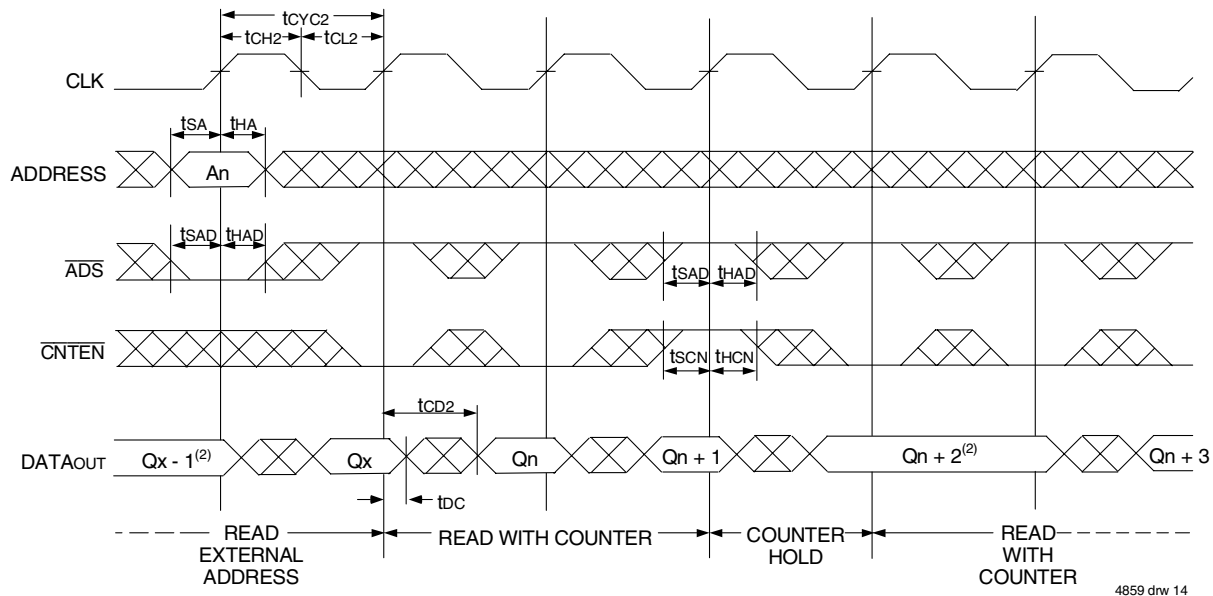 tCYC2
tCH2 tCL2
CLK
tSA tHA
ADDRESS An
tSAD tHAD
ADS
tSAD tHAD
CNTEN
tSCN tHCN
tCD2
DATAOUT Qx - 1(2) Qx Qn Qn + 1 Qn + 2(2) Qn + 3
tDC
READ EXTERNAL ADDRESS
READ WITH COUNTER
COUNTER HOLD
READ WITH COUNTER
4859 drw 14